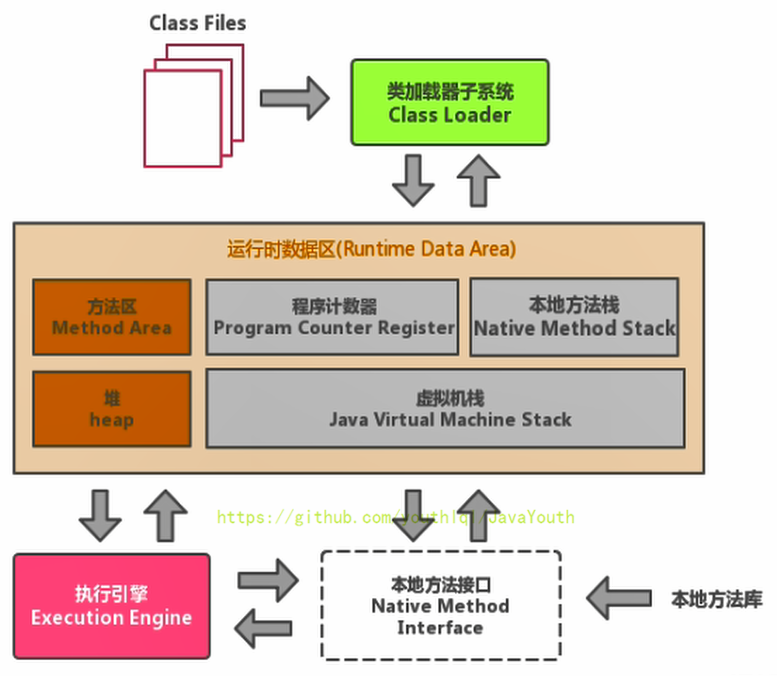 Class Files
类加载器子系统
Class Loader
运行时数据区(Runtime Data Area)
方法区
Method Area
程序计数器
Program Counter Register
本地方法栈
Native Method Stack
堆
heap
虚拟机栈
Java Virtual Machine Stack
https://github.com/youthlql/JavaYouth
执行引擎
Execution Engine
本地方法接口
Native Method
Interface
本地方法库